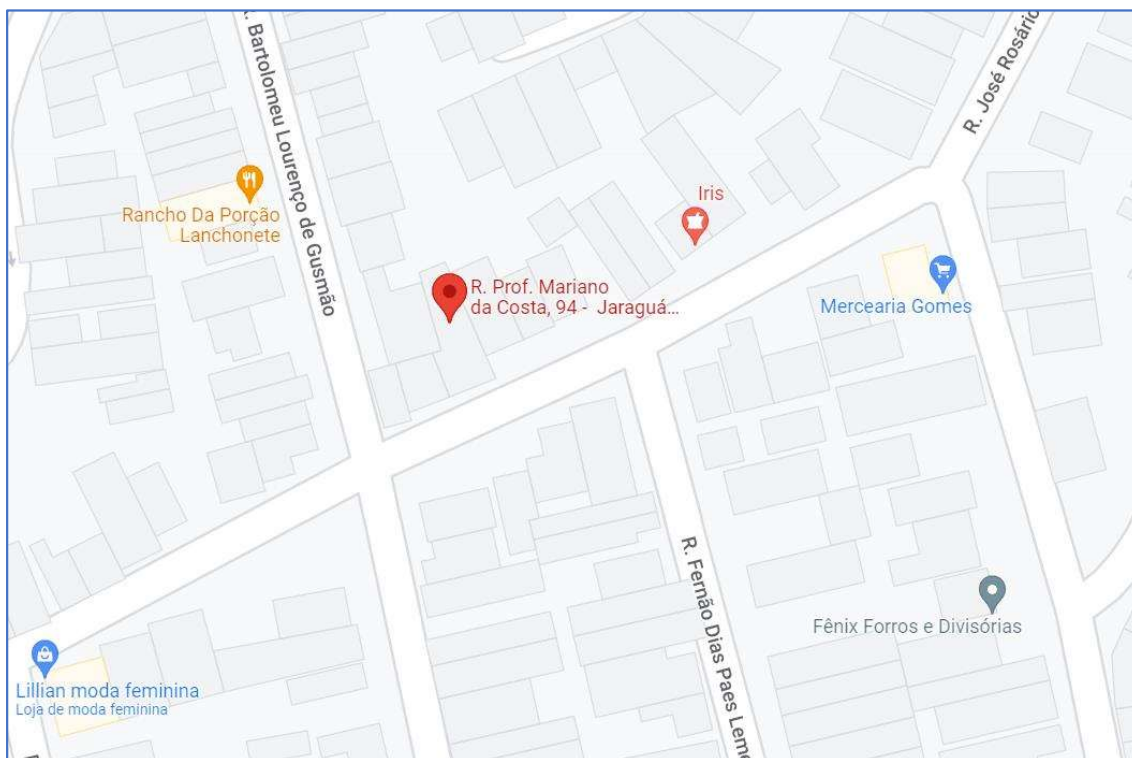 R. Bartolomeu Lourenço de Gusmão
R. José Rosário
Rancho Da Porção
Lanchonete
Iris
R. Prof. Mariano
da Costa, 94 - Jaraguá...
Mercearia Gomes
R. Fernão Dias Paes Leme
Fênix Forros e Divisórias
Lillian moda feminina
Loja de moda feminina